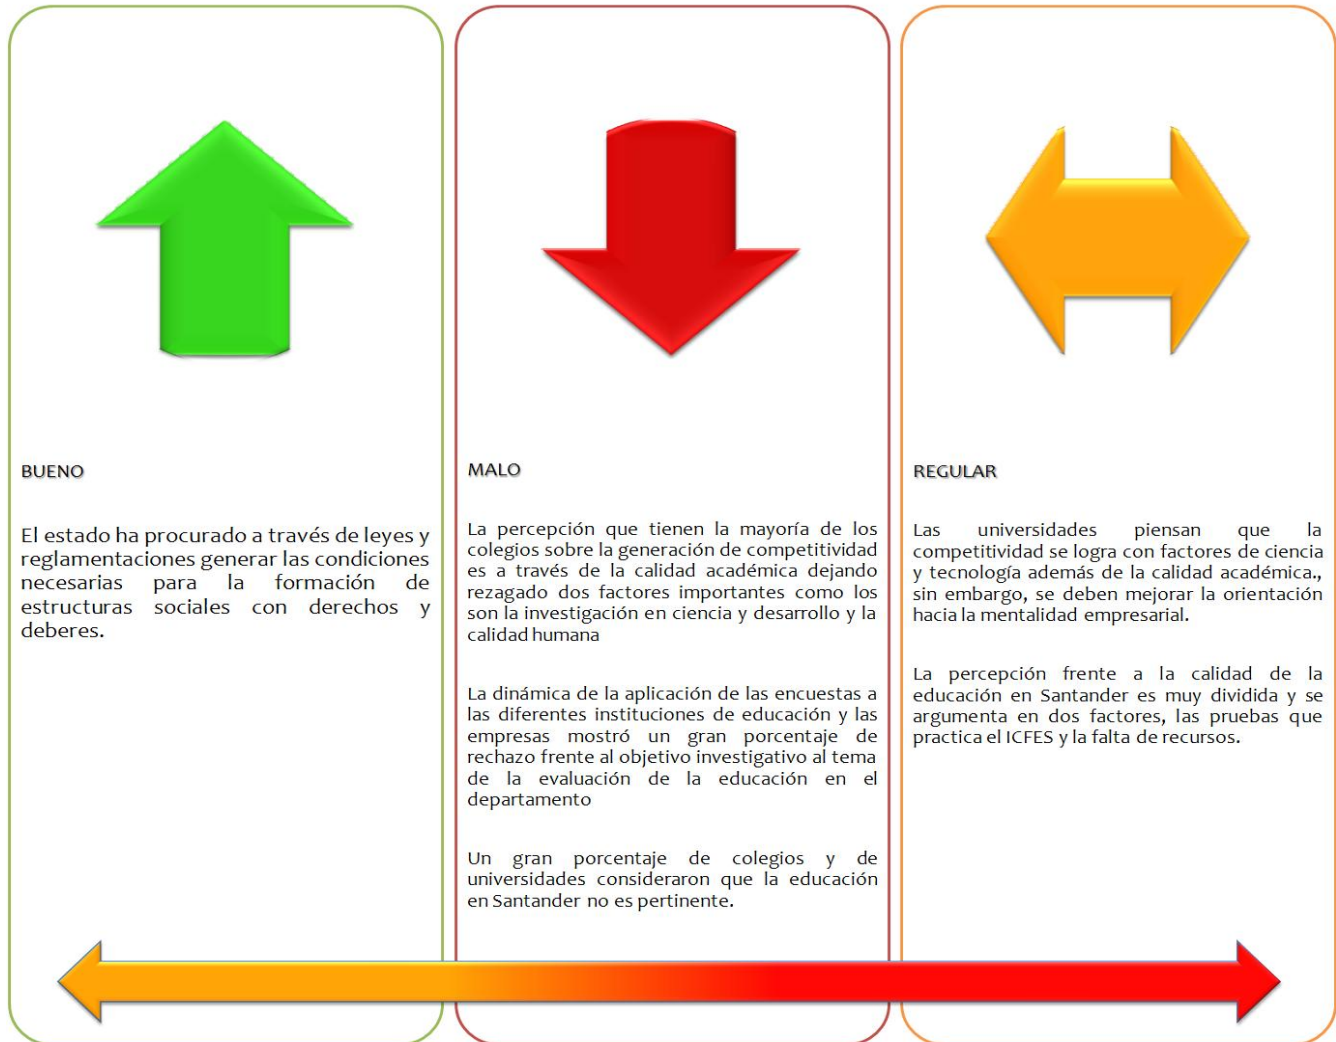 BUENO
El estado ha procurado a través de leyes y
reglamentaciones generar las condiciones
necesarias para la formación de
estructuras sociales con derechos y
deberes.
MALO
La percepción que tienen la mayoría de los
colegios sobre la generación de competitividad
es a través de la calidad académica dejando
rezagado dos factores importantes como los
son la investigación en ciencia y desarrollo y la
calidad humana
La dinámica de la aplicación de las encuestas a
las diferentes instituciones de educación y las
empresas mostró un gran porcentaje de
rechazo frente al objetivo investigativo al tema
de la evaluación de la educación en el
departamento
Un gran porcentaje de colegios y de
universidades consideraron que la educación
en Santander no es pertinente.
REGULAR
Las universidades piensan que la
competitividad se logra con factores de ciencia
y tecnología además de la calidad académica.,
sin embargo, se deben mejorar la orientación
hacia la mentalidad empresarial.
La percepción frente a la calidad de la
educación en Santander es muy dividida y se
argumenta en dos factores, las pruebas que
practica el ICFES y la falta de recursos.